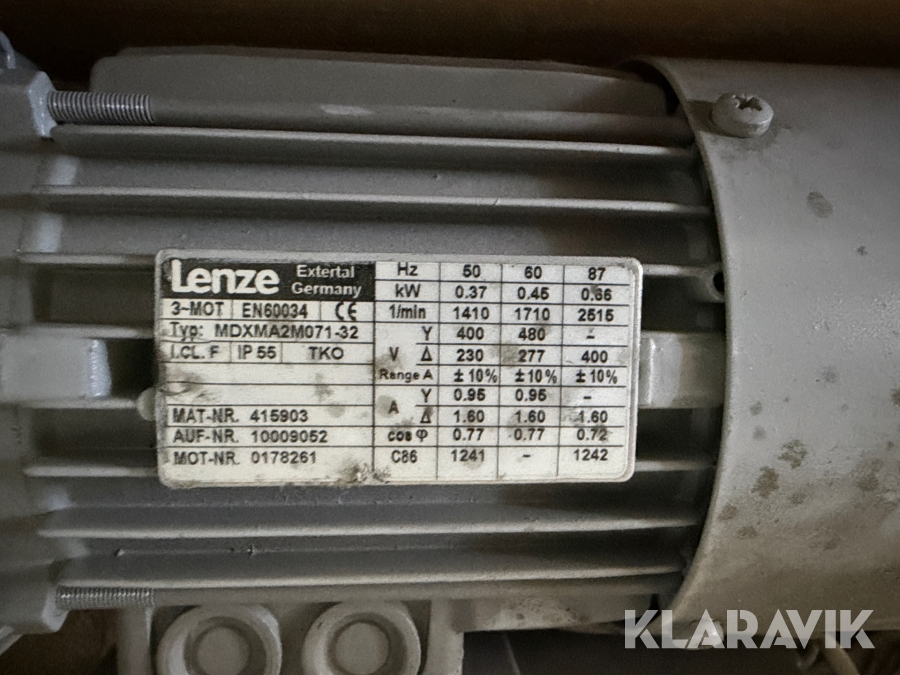 Lenze Extertal Germany
3~MOT EN60034 CE
Typ: MDXMA2M071-32
I.CL. F IP 55 TKO
MAT-NR. 415903
AUF-NR. 10009052
MOT-NR. 0178261
Hz 50 60 87
kW 0.37 0.45 0.66
1/min 1410 1710 2515
V Y 400 480 -
Δ 230 277 400
Range A ±10% ±10% ±10%
A Y 0.95 0.95 -
Δ 1.60 1.60 1.60
cos φ 0.77 0.77 0.72
C86 1241 - 1242
KLARAVIK